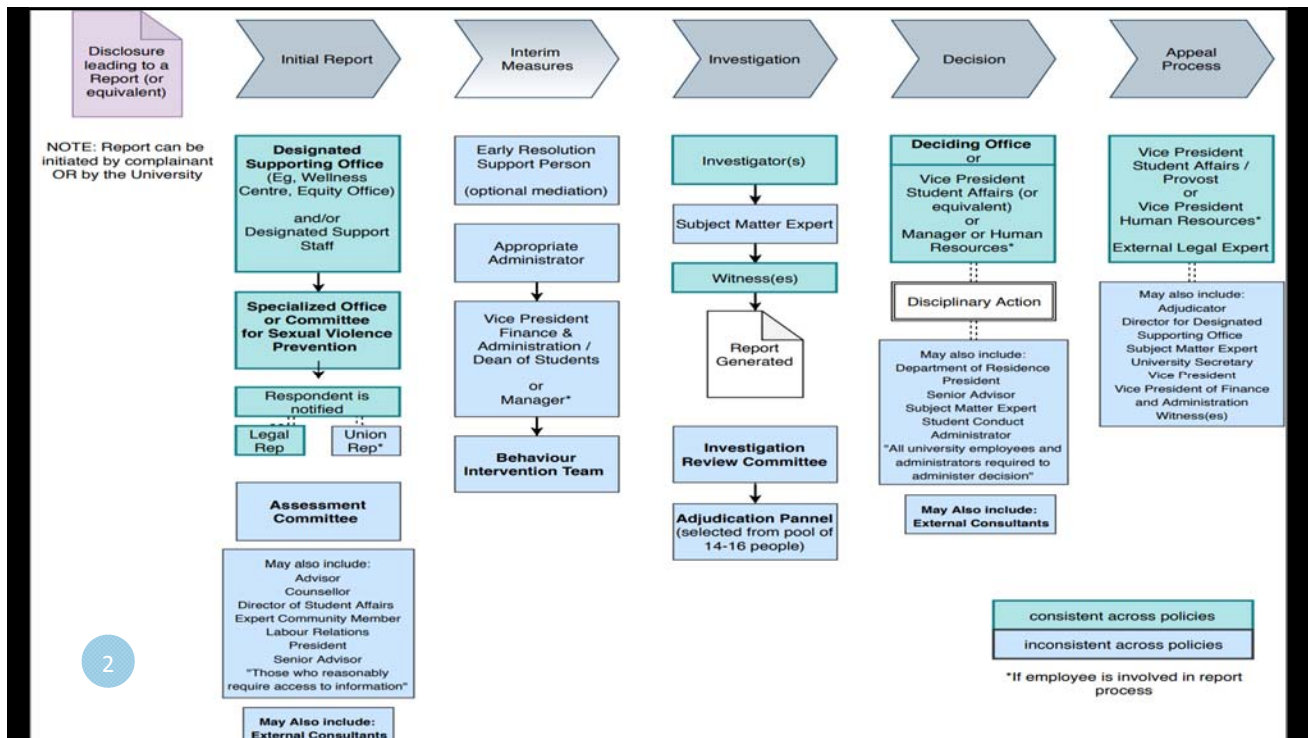 Disclosure
leading to a
Report (or
equivalent)
NOTE: Report can be
initiated by complainant
OR by the University
Initial Report
Designated
Supporting Office
(Eg, Wellness
Centre, Equity Office)
and/or
Designated Support
Staff
Specialized Office
or Committee
for Sexual Violence
Prevention
Respondent is
notified
Legal
Rep
Union
Rep*
Assessment
Committee
May also include:
Advisor
Counsellor
Director of Student Affairs
Expert Community Member
Labour Relations
President
Senior Advisor
"Those who reasonably
require access to information"
May Also include:
External Consultants
Interim
Measures
Early Resolution
Support Person
(optional mediation)
Appropriate
Administrator
Vice President
Finance &
Administration /
Dean of Students
or
Manager*
Behaviour
Intervention Team
Investigation
Investigator(s)
Subject Matter Expert
Witness(es)
Report
Generated
Investigation
Review Committee
Adjudication Pannel
(selected from pool of
14-16 people)
Decision
Deciding Office
or
Vice President
Student Affairs (or
equivalent)
or
Manager or Human
Resources*
Disciplinary Action
May also include:
Department of Residence
President
Senior Advisor
Subject Matter Expert
Student Conduct
Administrator
"All university employees and
administrators required to
administer decision"
May Also include:
External Consultants
Appeal
Process
Vice President
Student Affairs /
Provost
or
Vice President
Human Resources*
External Legal Expert
May also include:
Adjudicator
Director for Designated
Supporting Office
Subject Matter Expert
University Secretary
Vice President
Vice President of Finance
and Administration
Witness(es)
consistent across policies
inconsistent across policies
*If employee is involved in report
process
2